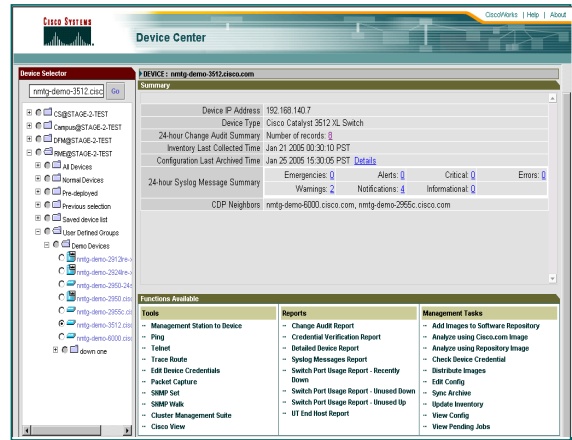 CISCO SYSTEMS
CiscoWorks | Help | About
Device Center
Device Selector
nmtg-demo-3512.cisc Go
CS@STAGE-2-TEST
Campus@STAGE-2-TEST
DFM@STAGE-2-TEST
RME@STAGE-2-TEST
All Devices
Normal Devices
Pre-deployed
Previous selection
Saved device list
User Defined Groups
Demo Devices
nmtg-demo-2912lre-x
nmtg-demo-2924lre-x
nmtg-demo-2950-24s
nmtg-demo-2950.cisc
nmtg-demo-2955c.cis
nmtg-demo-3512.cisc
nmtg-demo-6000.cisc
down one
DEVICE : nmtg-demo-3512.cisco.com
Summary
Device IP Address 192.168.140.7
Device Type Cisco Catalyst 3512 XL Switch
24-hour Change Audit Summary Number of records: 8
Inventory Last Collected Time Jan 21 2005 00:30:10 PST
Configuration Last Archived Time Jan 25 2005 15:30:05 PST Details
24-hour Syslog Message Summary
Emergencies: 0 Alerts: 0 Critical: 0 Errors: 0
Warnings: 2 Notifications: 4 Informational: 0
CDP Neighbors nmtg-demo-6000.cisco.com, nmtg-demo-2955c.cisco.com
Functions Available
Tools
Management Station to Device
Ping
Telnet
Trace Route
Edit Device Credentials
Packet Capture
SNMP Set
SNMP Walk
Cluster Management Suite
Cisco View
Reports
Change Audit Report
Credential Verification Report
Detailed Device Report
Syslog Messages Report
Switch Port Usage Report - Recently
Down
Switch Port Usage Report - Unused Down
Switch Port Usage Report - Unused Up
UT End Host Report
Management Tasks
Add Images to Software Repository
Analyze using Cisco.com Image
Analyze using Repository Image
Check Device Credential
Distribute Images
Edit Config
Sync Archive
Update Inventory
View Config
View Pending Jobs